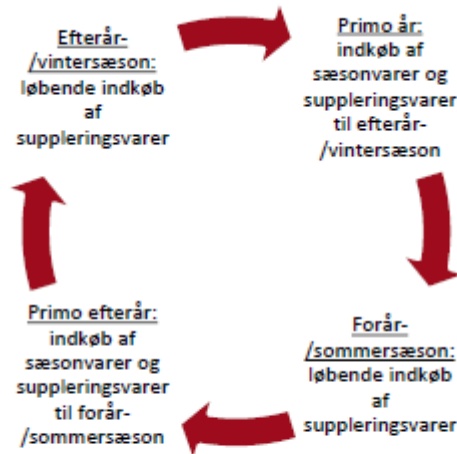 Efterår-
/vintersæson:
løbende indkøb
af
suppleringsvarer
Primo år:
indkøb af
sæsonvarer og
suppleringsvarer
til efterår-
/vintersæson
Forår-
/sommersæson:
løbende indkøb
af
suppleringsvarer
Primo efterår:
indkøb af
sæsonvarer og
suppleringsvarer
til forår-
/sommersæson